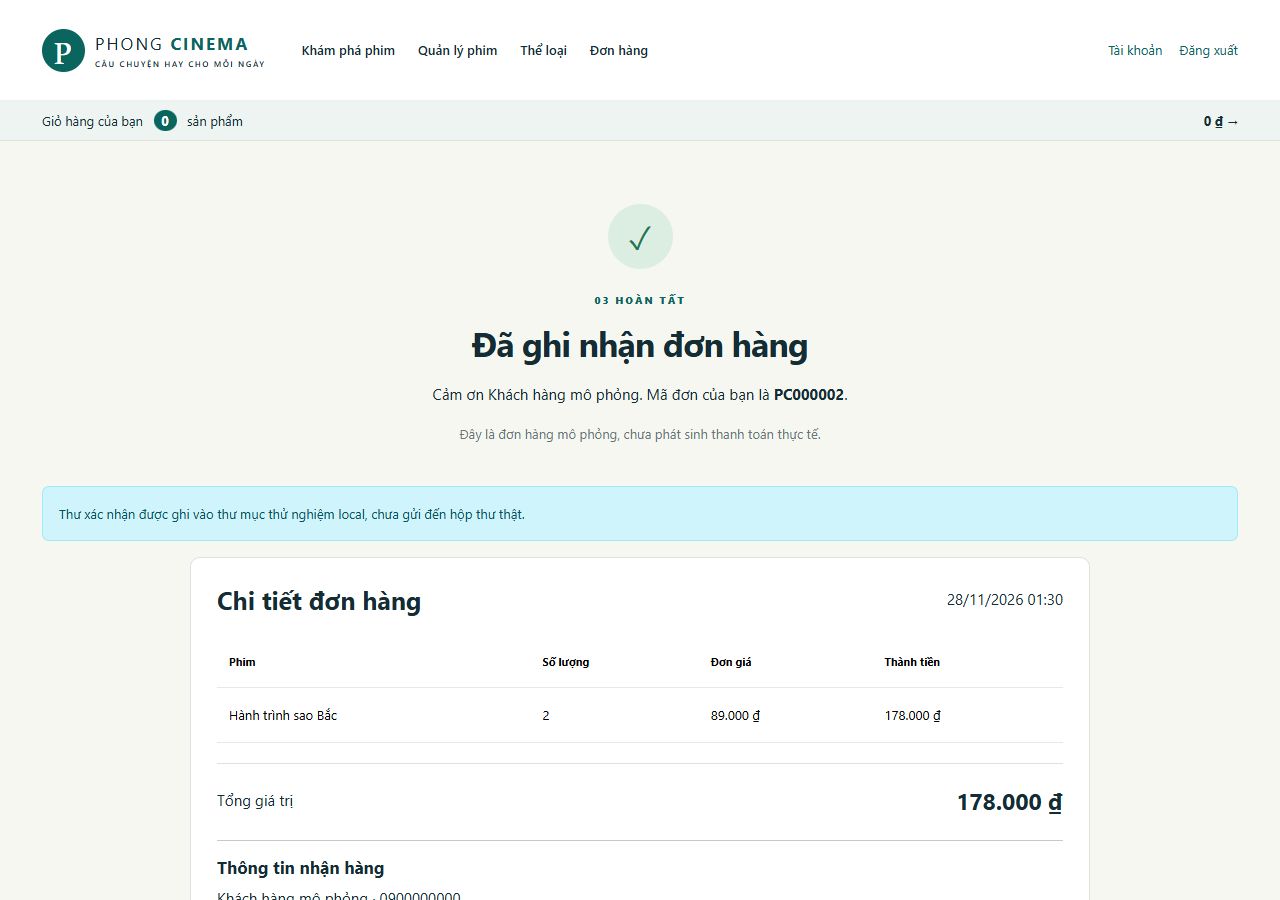 P PHONG CINEMA
CÂU CHUYỆN HAY CHO MỖI NGÀY
Khám phá phim Quản lý phim Thể loại Đơn hàng
Tài khoản Đăng xuất
Giỏ hàng của bạn 0 sản phẩm
0 ₫ →
03 HOÀN TẤT
Đã ghi nhận đơn hàng
Cảm ơn Khách hàng mô phỏng. Mã đơn của bạn là PC000002.
Đây là đơn hàng mô phỏng, chưa phát sinh thanh toán thực tế.
Thư xác nhận được ghi vào thư mục thử nghiệm local, chưa gửi đến hộp thư thật.
Chi tiết đơn hàng 28/11/2026 01:30
Phim Số lượng Đơn giá Thành tiền
Hành trình sao Bắc 2 89.000 ₫ 178.000 ₫
Tổng giá trị 178.000 ₫
Thông tin nhận hàng
Khách hàng mô phỏng · 0900000000